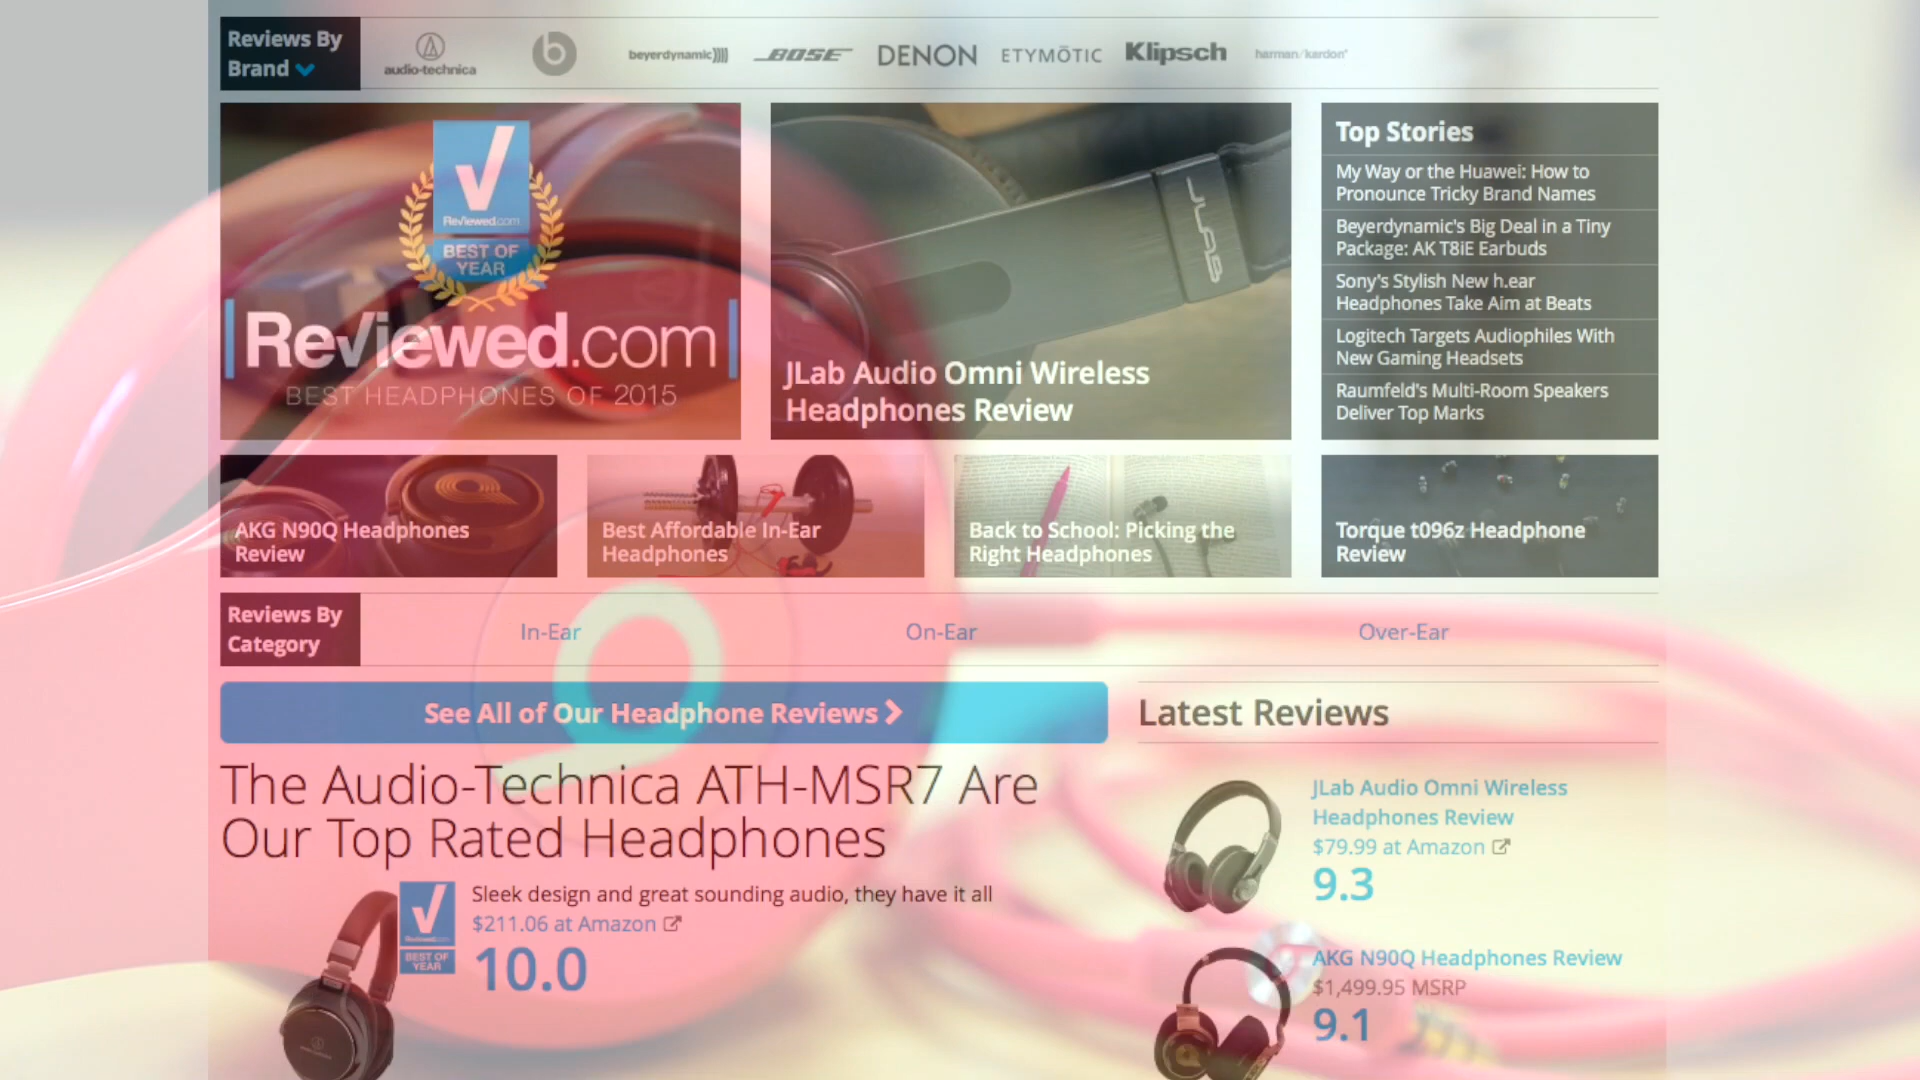 Reviews By
Brand
audio-technica
beyerdynamic
BOSE
DENON
ETYMŌTIC
Klipsch
harman/kardon
Reviewed.com
BEST OF
YEAR
Reviewed.com
BEST HEADPHONES OF 2015
JLAB
JLab Audio Omni Wireless
Headphones Review
Top Stories
My Way or the Huawei: How to
Pronounce Tricky Brand Names
Beyerdynamic's Big Deal in a Tiny
Package: AK T8iE Earbuds
Sony's Stylish New h.ear
Headphones Take Aim at Beats
Logitech Targets Audiophiles With
New Gaming Headsets
Raumfeld's Multi-Room Speakers
Deliver Top Marks
AKG N90Q Headphones
Review
Best Affordable In-Ear
Headphones
Back to School: Picking the
Right Headphones
Torque t096z Headphone
Review
Reviews By
Category
In-Ear
On-Ear
Over-Ear
See All of Our Headphone Reviews
The Audio-Technica ATH-MSR7 Are
Our Top Rated Headphones
BEST OF
YEAR
Sleek design and great sounding audio, they have it all
$211.06 at Amazon
10.0
Latest Reviews
JLab Audio Omni Wireless
Headphones Review
$79.99 at Amazon
9.3
AKG N90Q Headphones Review
$1,499.95 MSRP
9.1